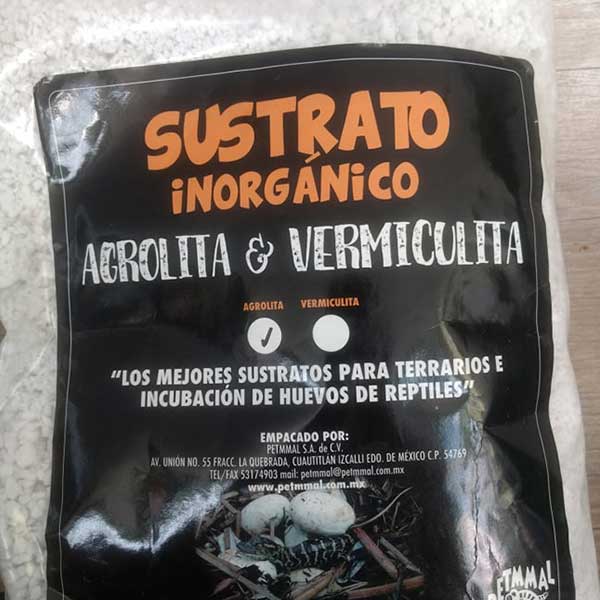 SUSTRATO
iNORGÁNiCO
AGROLITA & VERMICULITA
AGROLITA VERMICULITA
"LOS MEJORES SUSTRATOS PARA TERRARIOS E
INCUBACIÓN DE HUEVOS DE REPTILES"
EMPACADO POR:
PETMMAL S.A. de C.V.
AV. UNIÓN NO. 55 FRACC. LA QUEBRADA, CUAUTITLÁN IZCALLI EDO. DE MÉXICO C.P. 54769
TEL/FAX 53174903 mail: petmmal@petmmal.com.mx
www.petmmal.com.mx
PETMMAL